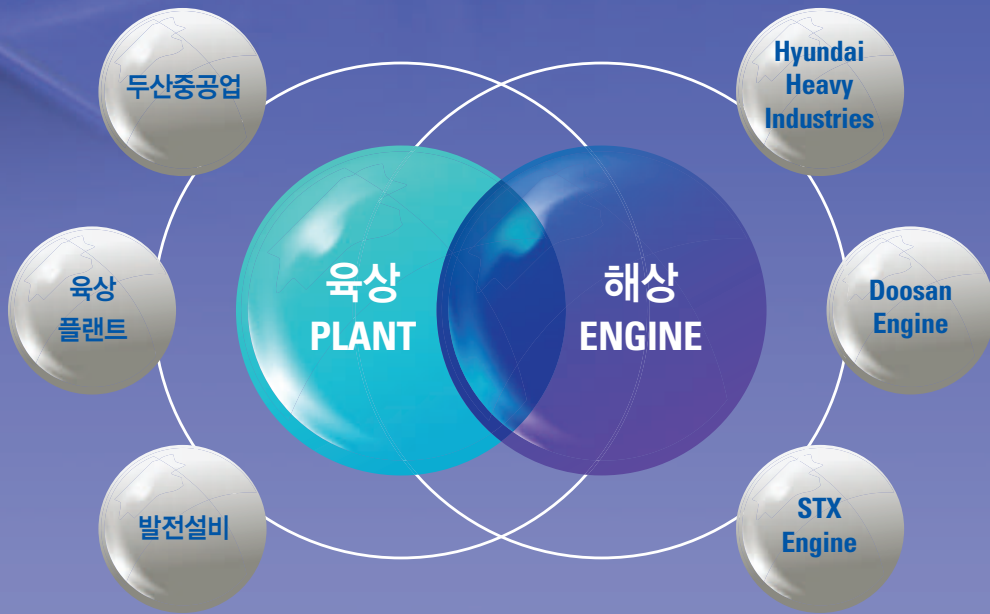 두산중공업
육상
플랜트
발전설비
육상
PLANT
해상
ENGINE
Hyundai
Heavy
Industries
Doosan
Engine
STX
Engine